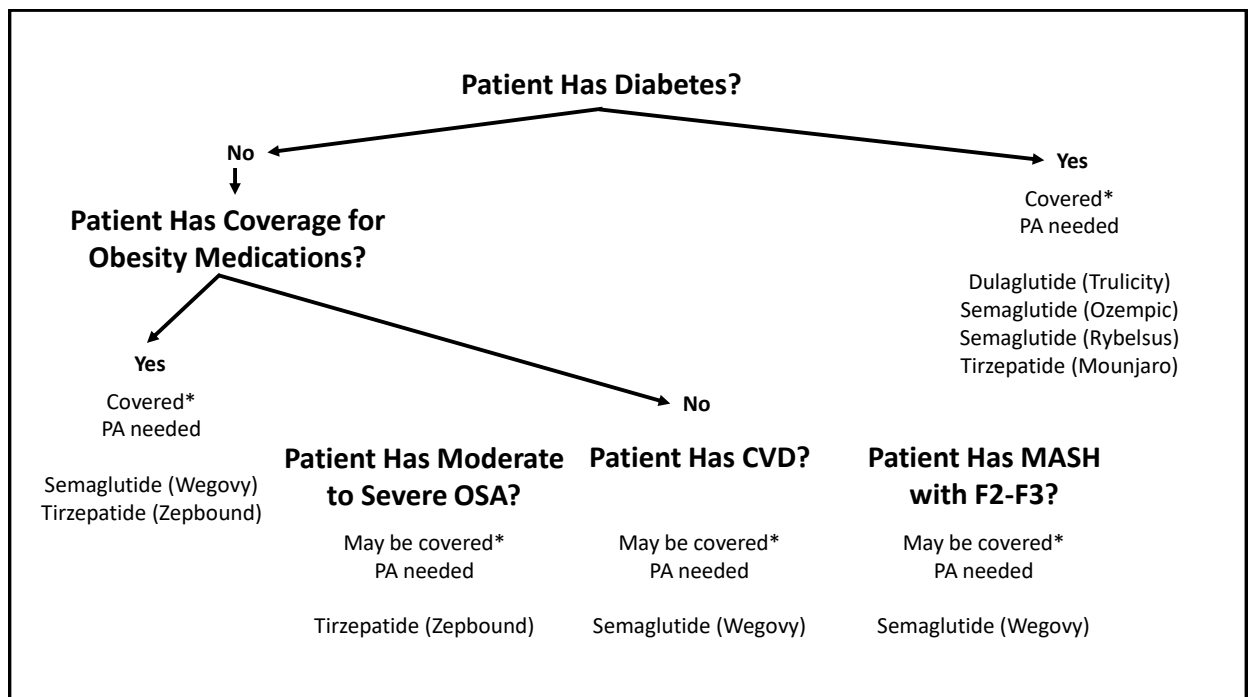 Patient Has Diabetes?
No
Yes
Covered*
PA needed
Dulaglutide (Trulicity)
Semaglutide (Ozempic)
Semaglutide (Rybelsus)
Tirzepatide (Mounjaro)
Patient Has Coverage for
Obesity Medications?
Yes
Covered*
PA needed
Semaglutide (Wegovy)
Tirzepatide (Zepbound)
No
Patient Has Moderate
to Severe OSA?
May be covered*
PA needed
Tirzepatide (Zepbound)
Patient Has CVD?
May be covered*
PA needed
Semaglutide (Wegovy)
Patient Has MASH
with F2-F3?
May be covered*
PA needed
Semaglutide (Wegovy)